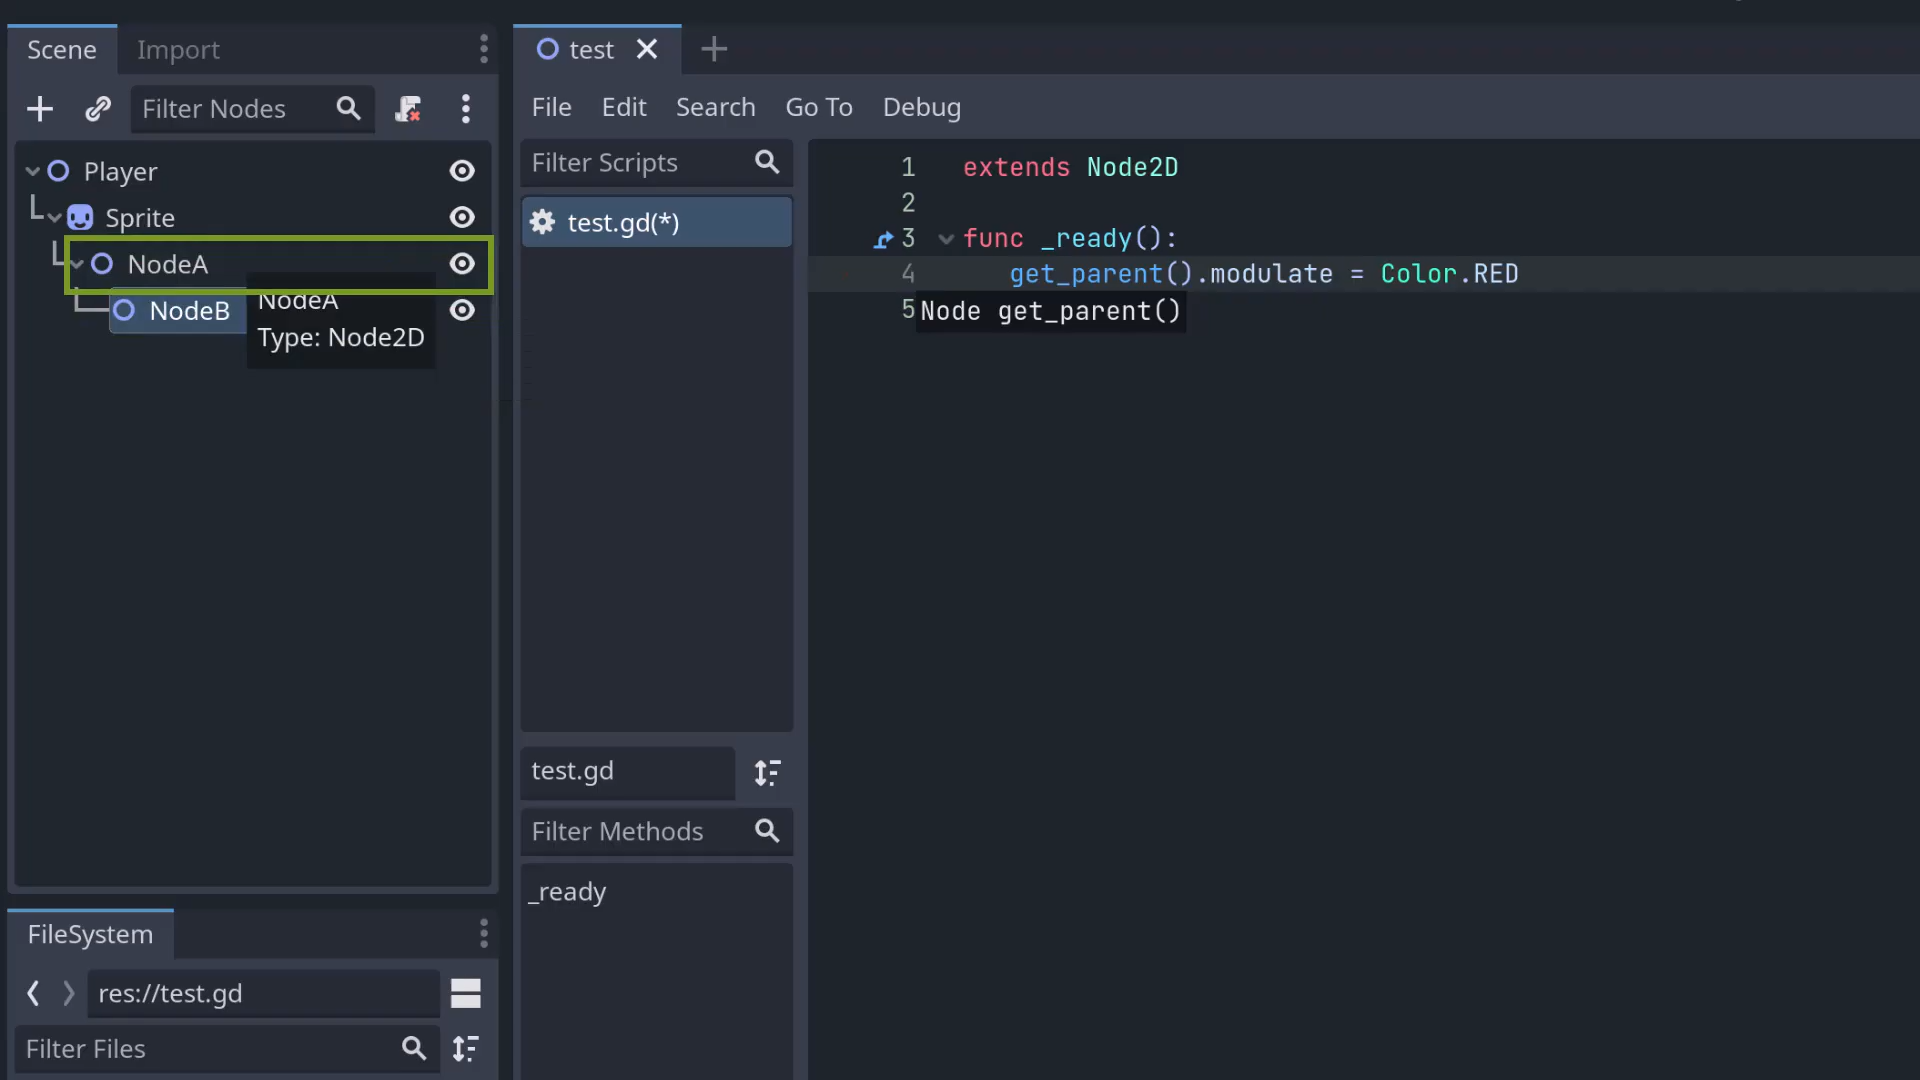 Scene Import
Filter Nodes
Player
Sprite
NodeA
NodeB
NodeA
Type: Node2D
FileSystem
res://test.gd
Filter Files
test
File Edit Search Go To Debug
Filter Scripts
test.gd(*)
test.gd
Filter Methods
_ready
1 extends Node2D
2
3 func _ready():
4 get_parent().modulate = Color.RED
5 Node get_parent()